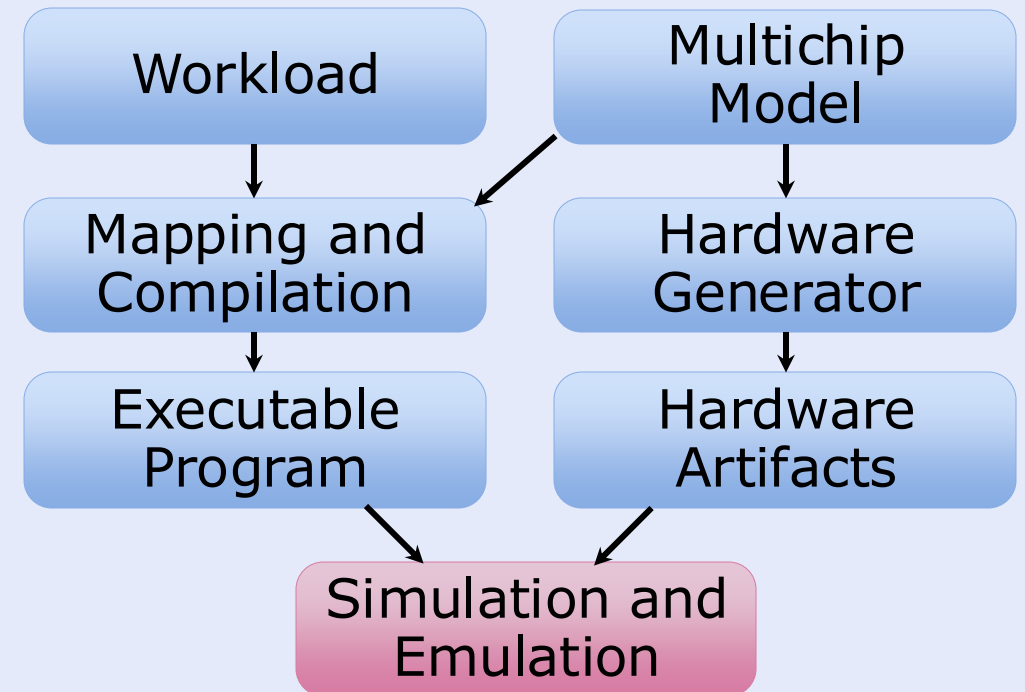 Workload
Multichip
Model
Mapping and
Compilation
Hardware
Generator
Executable
Program
Hardware
Artifacts
Simulation and
Emulation